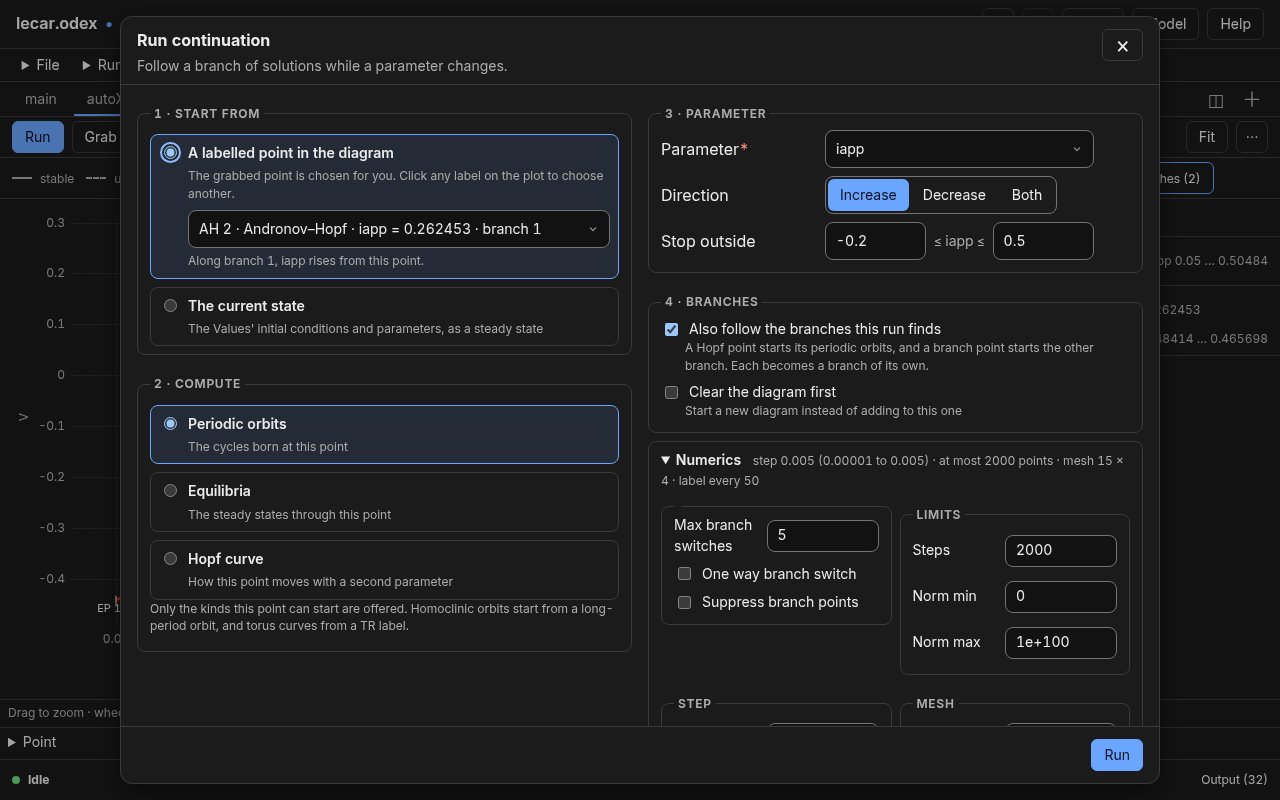 lecar.odex
Help
Run continuation
Follow a branch of solutions while a parameter changes.
File
Run
main
Run
Grab
Fit
stable
0.3
0.2
0.1
0
-0.1
-0.2
-0.3
-0.4
V
EP 1
Drag to zoom
Point
Idle
1 · START FROM
A labelled point in the diagram
The grabbed point is chosen for you. Click any label on the plot to choose
another.
AH 2 · Andronov–Hopf · iapp = 0.262453 · branch 1
Along branch 1, iapp rises from this point.
The current state
The Values' initial conditions and parameters, as a steady state
2 · COMPUTE
Periodic orbits
The cycles born at this point
Equilibria
The steady states through this point
Hopf curve
How this point moves with a second parameter
Only the kinds this point can start are offered. Homoclinic orbits start from a long-
period orbit, and torus curves from a TR label.
3 · PARAMETER
Parameter*
iapp
Direction
Increase
Decrease
Both
Stop outside
-0.2
≤ iapp ≤
0.5
4 · BRANCHES
Also follow the branches this run finds
A Hopf point starts its periodic orbits, and a branch point starts the other
branch. Each becomes a branch of its own.
Clear the diagram first
Start a new diagram instead of adding to this one
Numerics step 0.005 (0.00001 to 0.005) · at most 2000 points · mesh 15 ×
4 · label every 50
Max branch
switches
5
One way branch switch
Suppress branch points
LIMITS
Steps
2000
Norm min
0
Norm max
1e+100
STEP
MESH
Run
(2)
0.05 ... 0.50484
... 0.465698
Output (32)